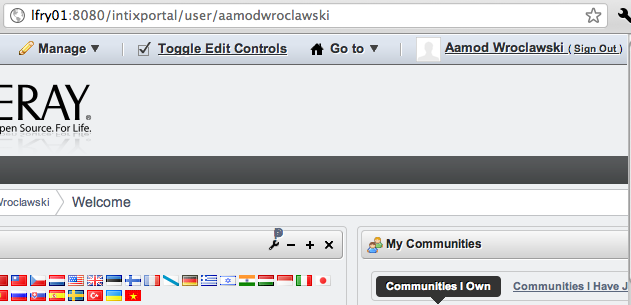 lfry01:8080/intixportal/user/aamodwroclawski
Manage Toggle Edit Controls Go to Aamod Wroclawski ( Sign Out )
ERAY.
pen Source. For Life.
Wroclawski Welcome
My Communities
Communities I Own Communities I Have J